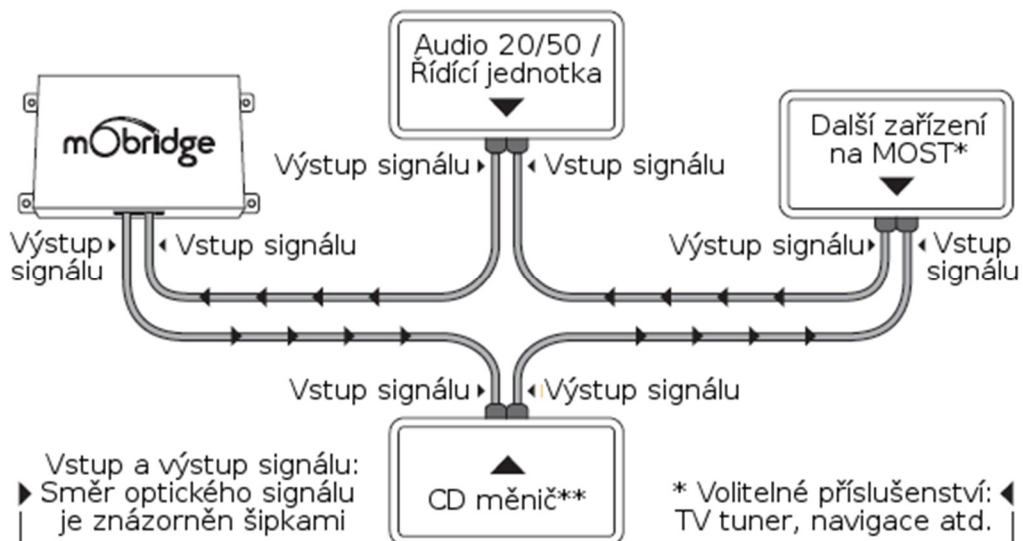 Audio 20/50 /
Řídící jednotka
mObridge
Další zařízení
na MOST*
Výstup signálu
Vstup signálu
Výstup
signálu
Vstup signálu
Výstup signálu
Vstup
signálu
Vstup signálu
Výstup signálu
CD měnič**
Vstup a výstup signálu:
Směr optického signálu
je znázorněn šipkami
* Volitelné příslušenství:
TV tuner, navigace atd.